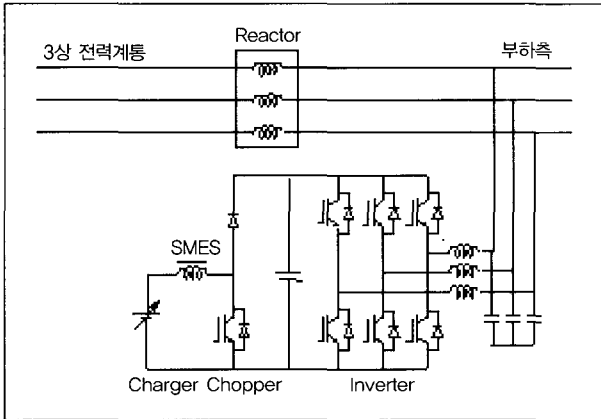 Reactor
3상 전력계통
부하측
SMES
Charger Chopper
Inverter